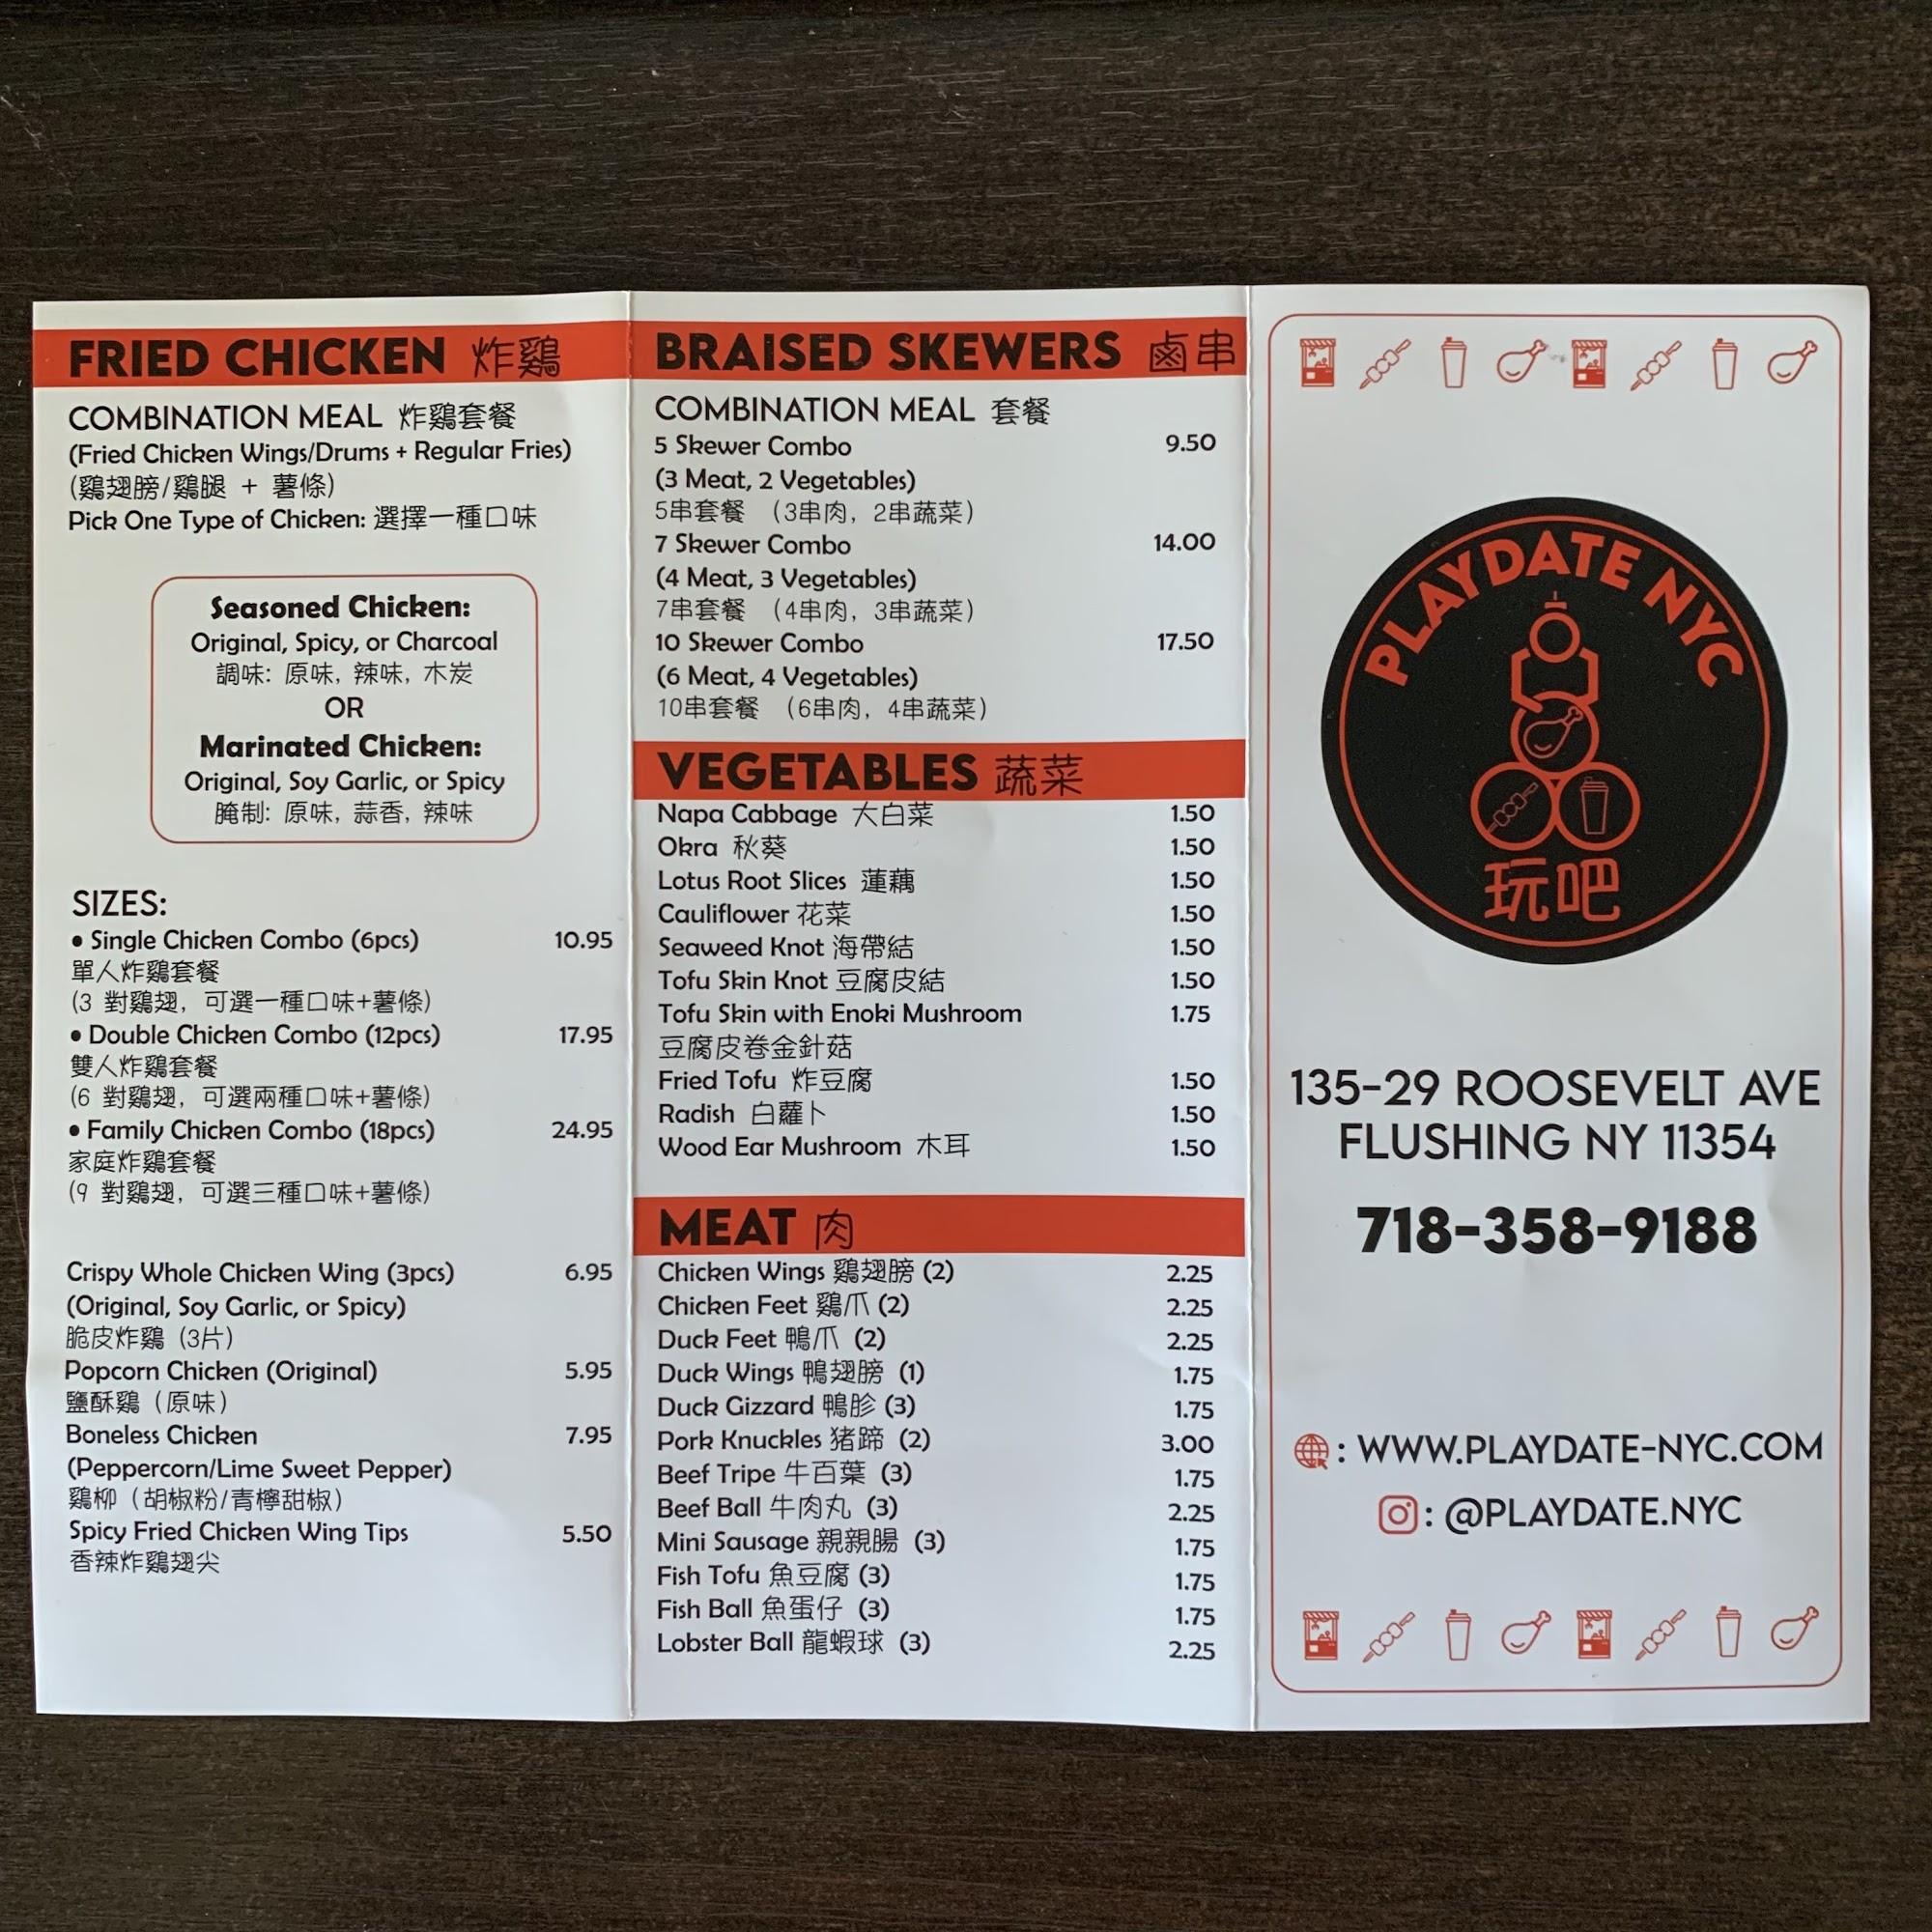 FRIED CHICKEN 炸鷄
COMBINATION MEAL 炸鷄套餐
(Fried Chicken Wings/Drums + Regular Fries)
(鷄翅膀/鷄腿 + 薯條)
Pick One Type of Chicken: 選擇一種口味
Seasoned Chicken:
Original, Spicy, or Charcoal
調味: 原味, 辣味, 木炭
OR
Marinated Chicken:
Original, Soy Garlic, or Spicy
腌制: 原味, 蒜香, 辣味
SIZES:
• Single Chicken Combo (6pcs) 10.95
單人炸鷄套餐
(3 對鷄翅, 可選一種口味+薯條)
• Double Chicken Combo (12pcs) 17.95
雙人炸鷄套餐
(6 對鷄翅, 可選兩種口味+薯條)
• Family Chicken Combo (18pcs) 24.95
家庭炸鷄套餐
(9 對鷄翅, 可選三種口味+薯條)
Crispy Whole Chicken Wing (3pcs) 6.95
(Original, Soy Garlic, or Spicy)
脆皮炸鷄 (3片)
Popcorn Chicken (Original) 5.95
鹽酥鷄 (原味)
Boneless Chicken 7.95
(Peppercorn/Lime Sweet Pepper)
鷄柳 (胡椒粉/青檸甜椒)
Spicy Fried Chicken Wing Tips 5.50
香辣炸鷄翅尖
BRAISED SKEWERS 鹵串
COMBINATION MEAL 套餐
5 Skewer Combo 9.50
(3 Meat, 2 Vegetables)
5串套餐 (3串肉, 2串蔬菜)
7 Skewer Combo 14.00
(4 Meat, 3 Vegetables)
7串套餐 (4串肉, 3串蔬菜)
10 Skewer Combo 17.50
(6 Meat, 4 Vegetables)
10串套餐 (6串肉, 4串蔬菜)
VEGETABLES 蔬菜
Napa Cabbage 大白菜 1.50
Okra 秋葵 1.50
Lotus Root Slices 蓮藕 1.50
Cauliflower 花菜 1.50
Seaweed Knot 海帶結 1.50
Tofu Skin Knot 豆腐皮結 1.50
Tofu Skin with Enoki Mushroom 1.75
豆腐皮卷金針菇
Fried Tofu 炸豆腐 1.50
Radish 白蘿卜 1.50
Wood Ear Mushroom 木耳 1.50
MEAT 肉
Chicken Wings 鷄翅膀 (2) 2.25
Chicken Feet 鷄爪 (2) 2.25
Duck Feet 鴨爪 (2) 2.25
Duck Wings 鴨翅膀 (1) 1.75
Duck Gizzard 鴨胗 (3) 1.75
Pork Knuckles 猪蹄 (2) 3.00
Beef Tripe 牛百葉 (3) 1.75
Beef Ball 牛肉丸 (3) 2.25
Mini Sausage 親親腸 (3) 1.75
Fish Tofu 魚豆腐 (3) 1.75
Fish Ball 魚蛋仔 (3) 1.75
Lobster Ball 龍蝦球 (3) 2.25
PLAYDATE NYC
玩吧
135-29 ROOSEVELT AVE
FLUSHING NY 11354
718-358-9188
: WWW.PLAYDATE-NYC.COM
: @PLAYDATE.NYC